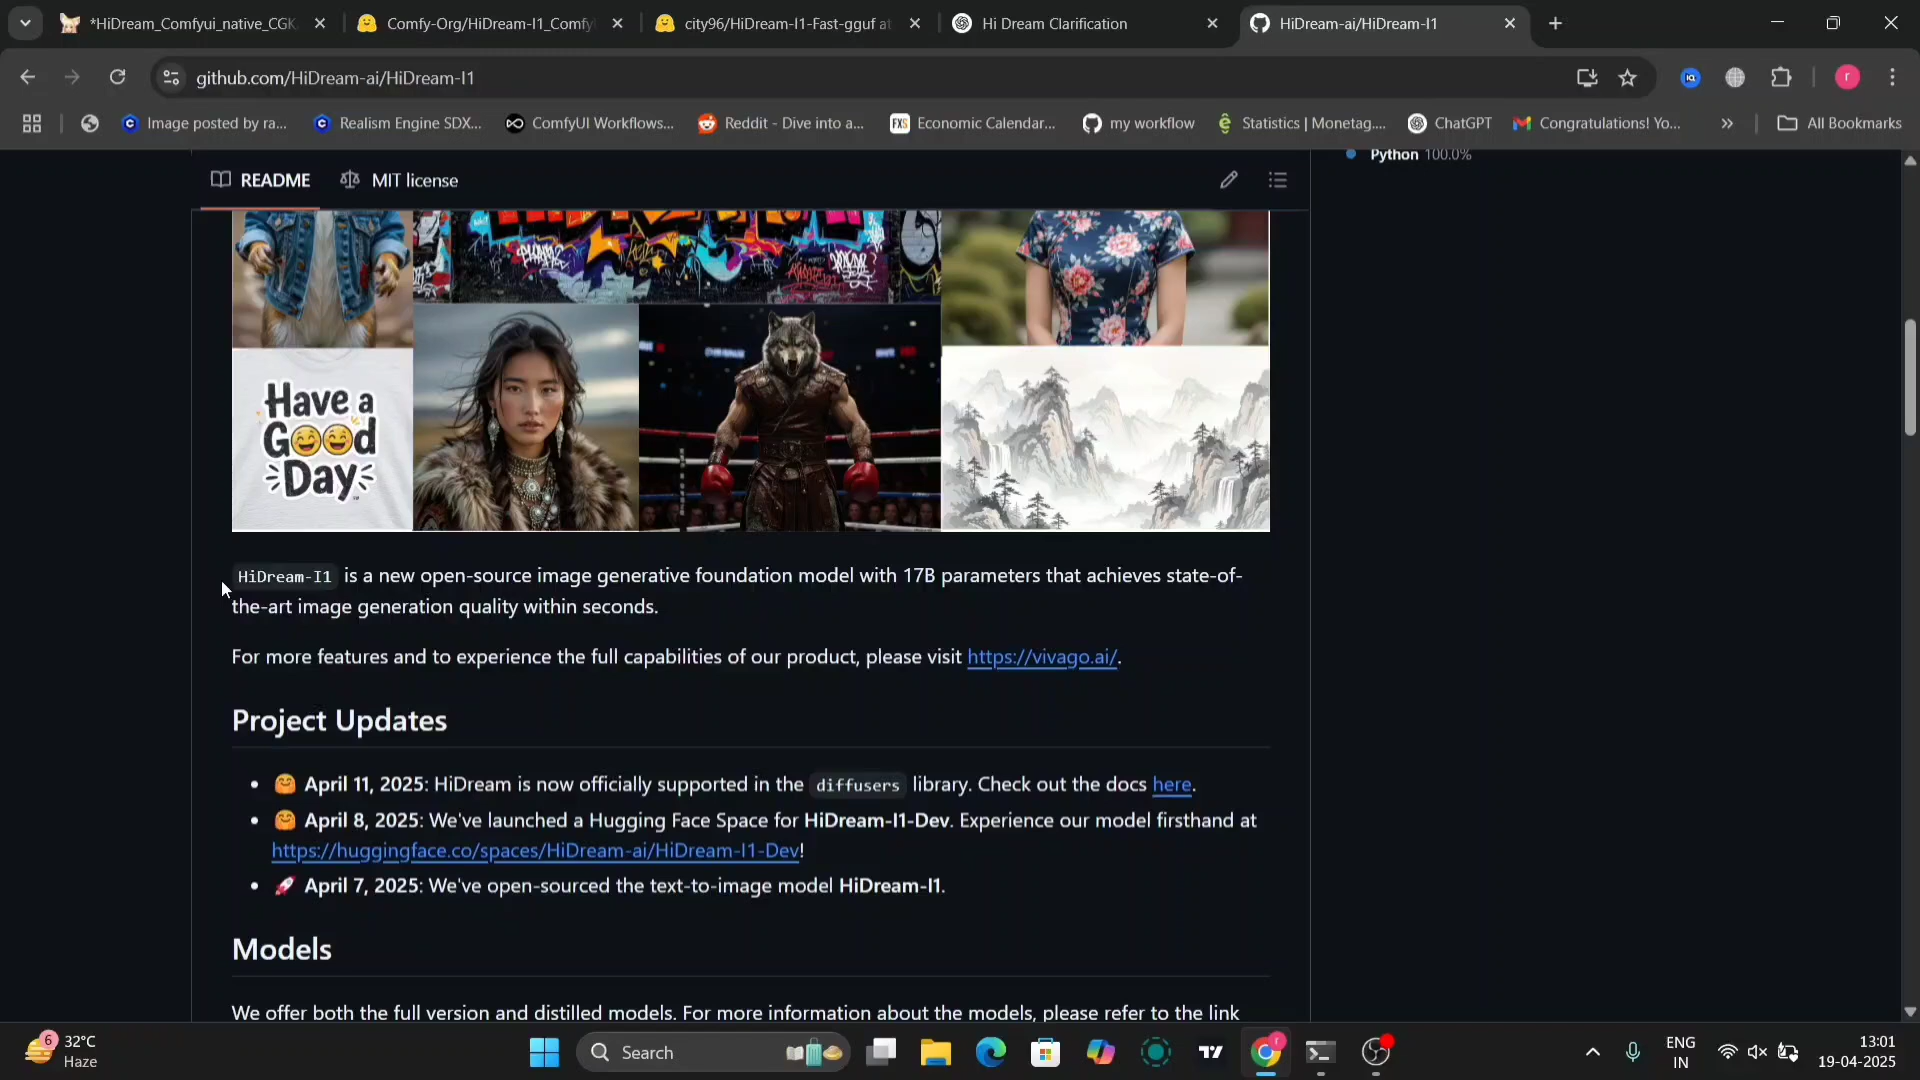 *HiDream_Comfyui_native_CGK
Comfy-Org/HiDream-I1_Comfy
city96/HiDream-I1-Fast-gguf at
Hi Dream Clarification
HiDream-ai/HiDream-I1
github.com/HiDream-ai/HiDream-I1
r
Image posted by ra...
Realism Engine SDX...
ComfyUI Workflows...
Reddit - Dive into a...
FXS
Economic Calendar...
my workflow
Statistics | Monetag....
ChatGPT
Congratulations! Yo...
All Bookmarks
Python 100.0%
README
MIT license
Have a
Good
Day
HiDream-I1 is a new open-source image generative foundation model with 17B parameters that achieves state-of-
the-art image generation quality within seconds.
For more features and to experience the full capabilities of our product, please visit https://vivago.ai/.
Project Updates
• 🤗 April 11, 2025: HiDream is now officially supported in the diffusers library. Check out the docs here.
• 🤗 April 8, 2025: We've launched a Hugging Face Space for HiDream-I1-Dev. Experience our model firsthand at
https://huggingface.co/spaces/HiDream-ai/HiDream-I1-Dev!
• 🚀 April 7, 2025: We've open-sourced the text-to-image model HiDream-I1.
Models
We offer both the full version and distilled models. For more information about the models, please refer to the link
6
32°C
Haze
Search
ENG
IN
13:01
19-04-2025